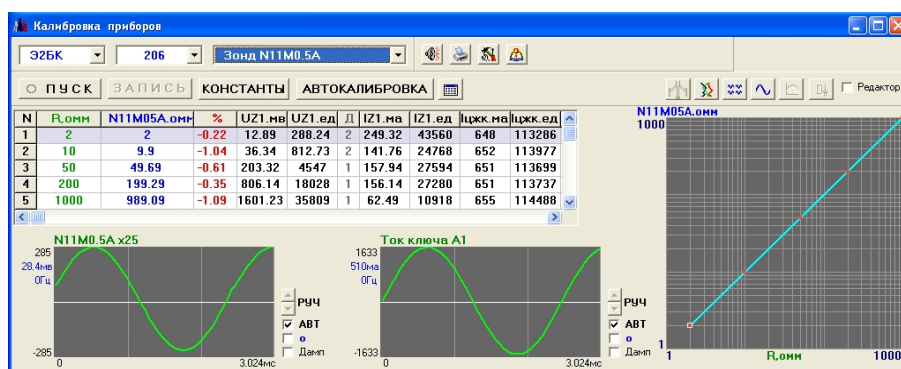 Калибровка приборов
Э2БК 206 Зонд N11M0.5A
ПУСК ЗАПИСЬ КОНСТАНТЫ АВТОКАЛИБРОВКА Редактор
N R,омм N11M05A.омм % UZ1.мв UZ1.ед Д IZ1.ма IZ1.ед Iцжк.ма Iцжк.ед
1 2 2 -0.22 12.89 288.24 2 249.32 43560 648 113286
2 10 9.9 -1.04 36.34 812.73 2 141.76 24768 652 113977
3 50 49.69 -0.61 203.32 4547 1 157.94 27594 651 113699
4 200 199.29 -0.35 806.14 18028 1 156.14 27280 651 113737
5 1000 989.09 -1.09 1601.23 35809 1 62.49 10918 655 114488
N11M0.5A x25
285
28.4мв
0Гц
-285
0 3.024мс
РУЧ
АВТ
0
Дамп
Ток ключа A1
1633
510ма
0Гц
-1633
0 3.024мс
РУЧ
АВТ
0
Дамп
N11M05A.омм
1000
1
1 R,омм 1000